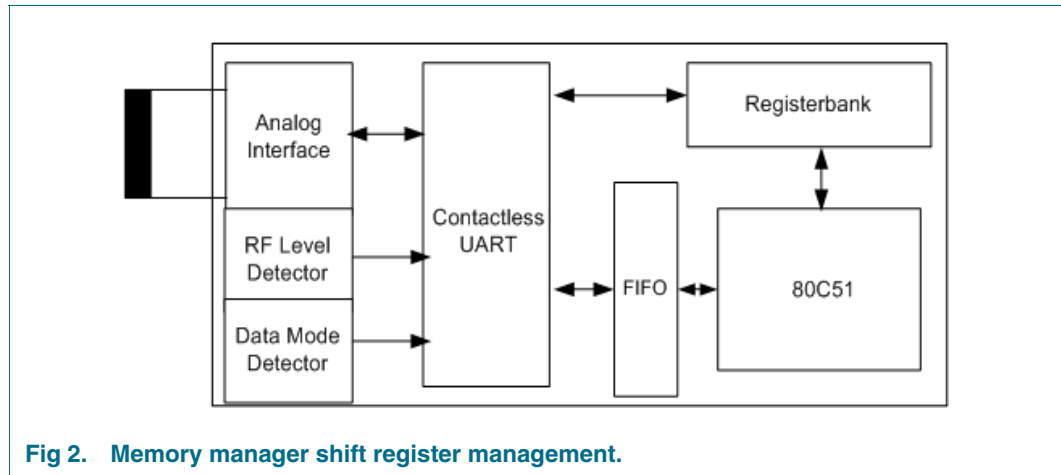 Analog
Interface
RF Level
Detector
Data Mode
Detector
Contactless
UART
FIFO
Registerbank
80C51
Fig 2. Memory manager shift register management.